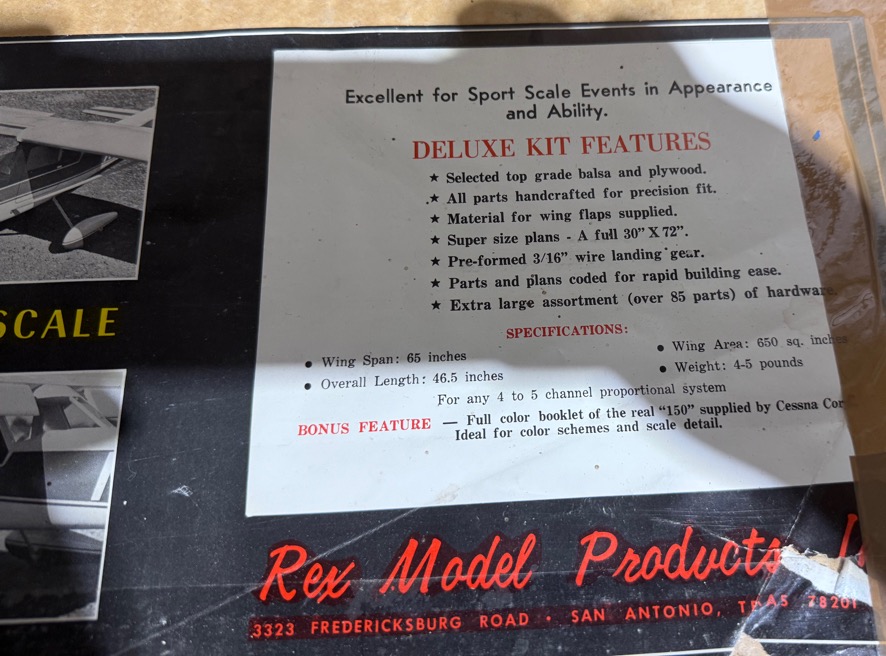 Excellent for Sport Scale Events in Appearance
and Ability.
DELUXE KIT FEATURES
★ Selected top grade balsa and plywood.
★ All parts handcrafted for precision fit.
★ Material for wing flaps supplied.
★ Super size plans - A full 30” X 72”.
★ Pre-formed 3/16” wire landing gear.
★ Parts and plans coded for rapid building ease.
★ Extra large assortment (over 85 parts) of hardware.
SCALE
SPECIFICATIONS:
• Wing Span: 65 inches
• Wing Area: 650 sq. inches
• Overall Length: 46.5 inches
• Weight: 4-5 pounds
For any 4 to 5 channel proportional system
BONUS FEATURE — Full color booklet of the real “150” supplied by Cessna Cor
Ideal for color schemes and scale detail.
Rex Model Products
3323 FREDERICKSBURG ROAD • SAN ANTONIO, TEXAS 78201